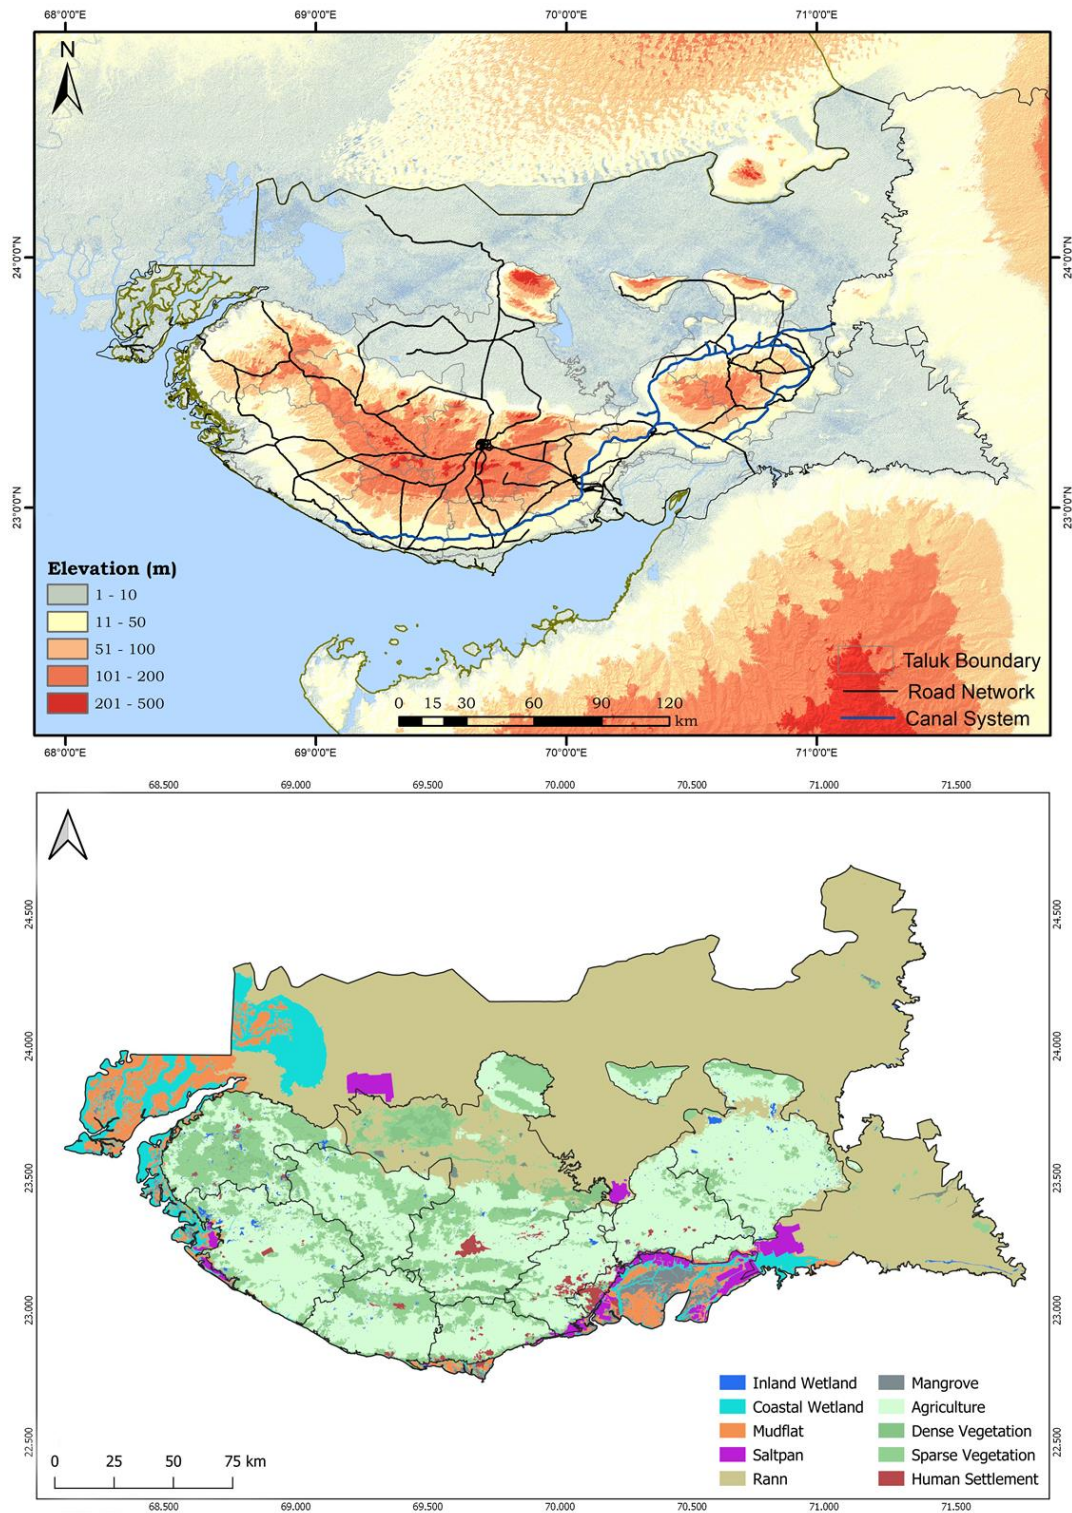 68°0'0"E 69°0'0"E 70°0'0"E 71°0'0"E
N
24°0'0"N 24°0'0"N
23°0'0"N 23°0'0"N
Elevation (m)
1 - 10
11 - 50
51 - 100
101 - 200
201 - 500
Taluk Boundary
Road Network
Canal System
0 15 30 60 90 120
km
68°0'0"E 69°0'0"E 70°0'0"E 71°0'0"E
68.500 69.000 69.500 70.000 70.500 71.000 71.500
24.500 24.500
24.000 24.000
23.500 23.500
23.000 23.000
22.500 22.500
Inland Wetland
Coastal Wetland
Mudflat
Saltpan
Rann
Mangrove
Agriculture
Dense Vegetation
Sparse Vegetation
Human Settlement
0 25 50 75 km
68.500 69.000 69.500 70.000 70.500 71.000 71.500